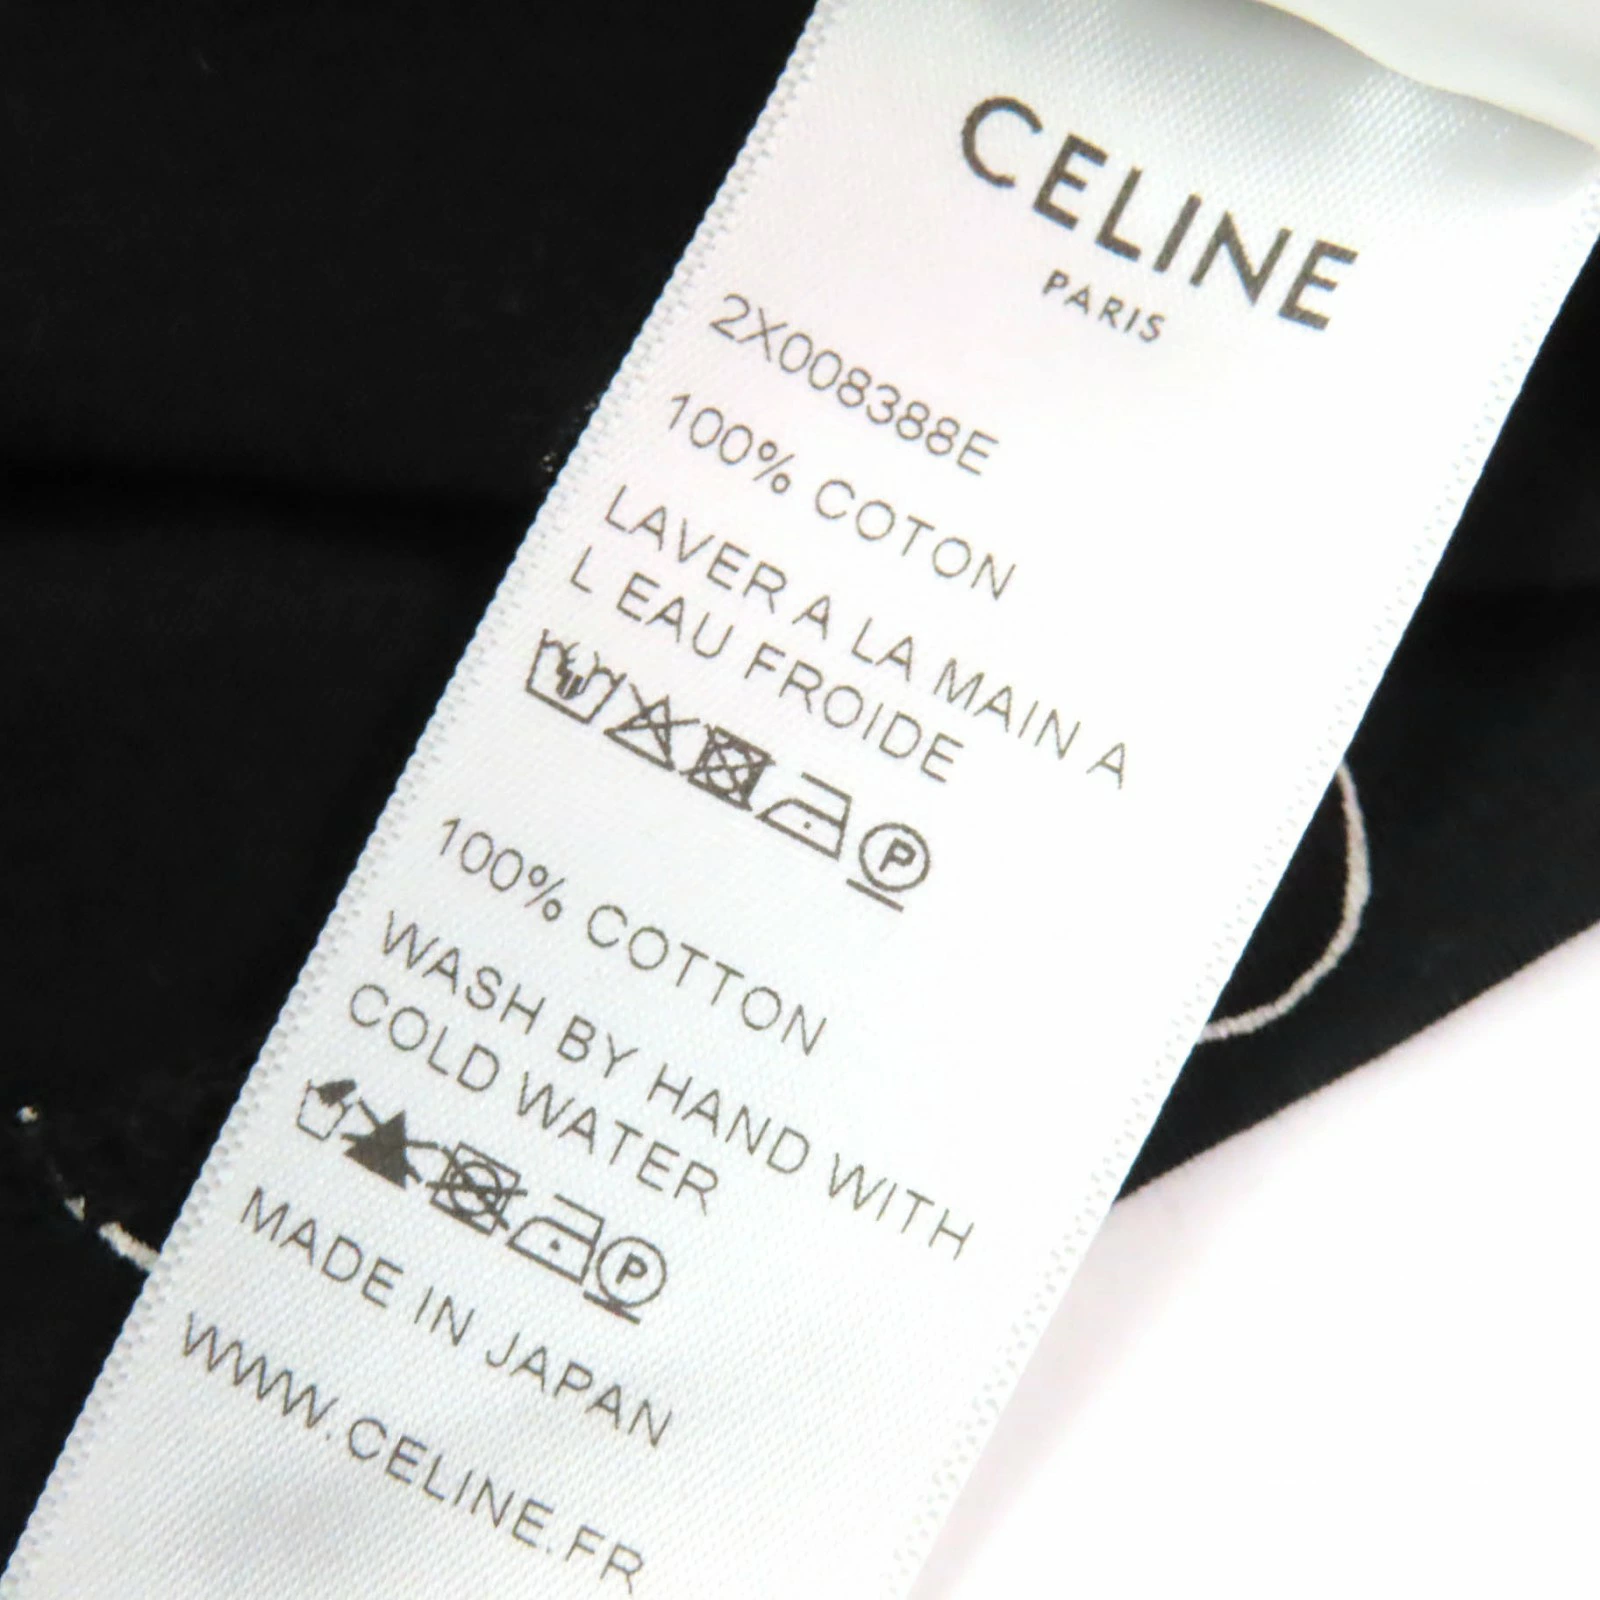 CELINE
PARIS
2X008388E
100% COTON
LAVER A LA MAIN A
L EAU FROIDE
P
100% COTTON
WASH BY HAND WITH
COLD WATER
P
MADE IN JAPAN
WWW.CELINE.FR